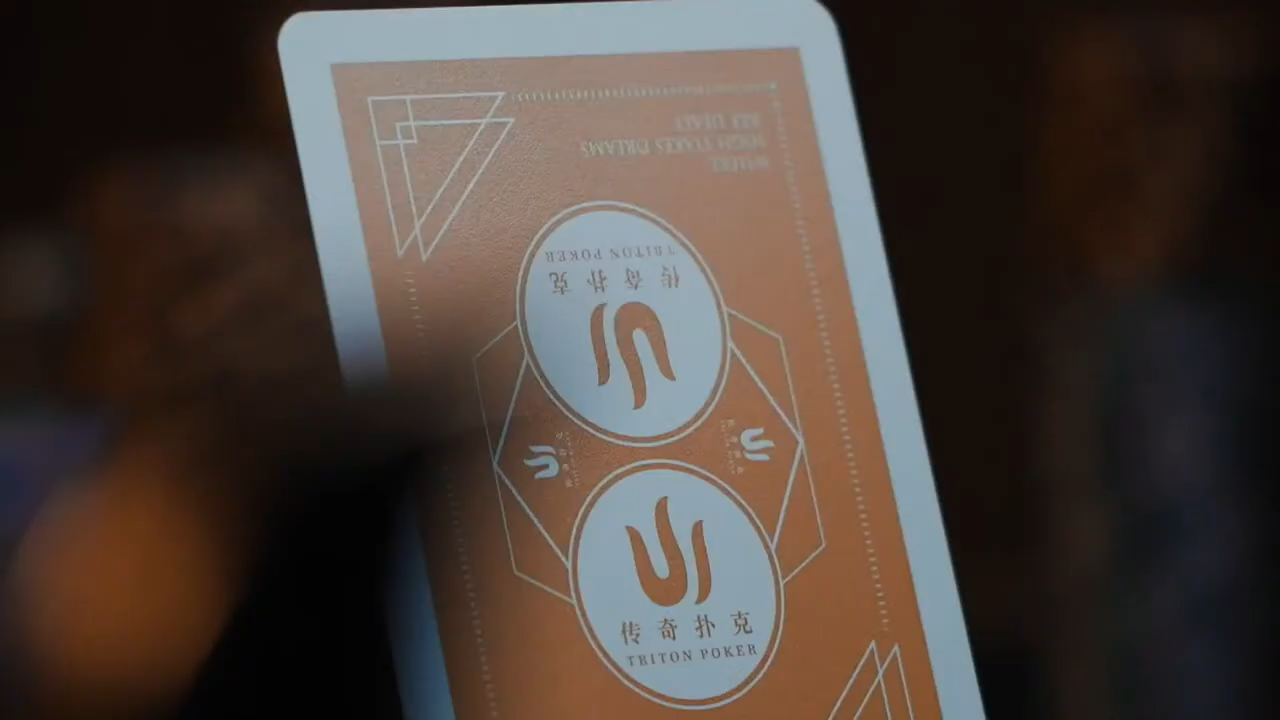 WHERE
HIGH STAKES DREAMS
ARE DEALT
TRITON POKER
传奇扑克
传奇扑克
TRITON POKER